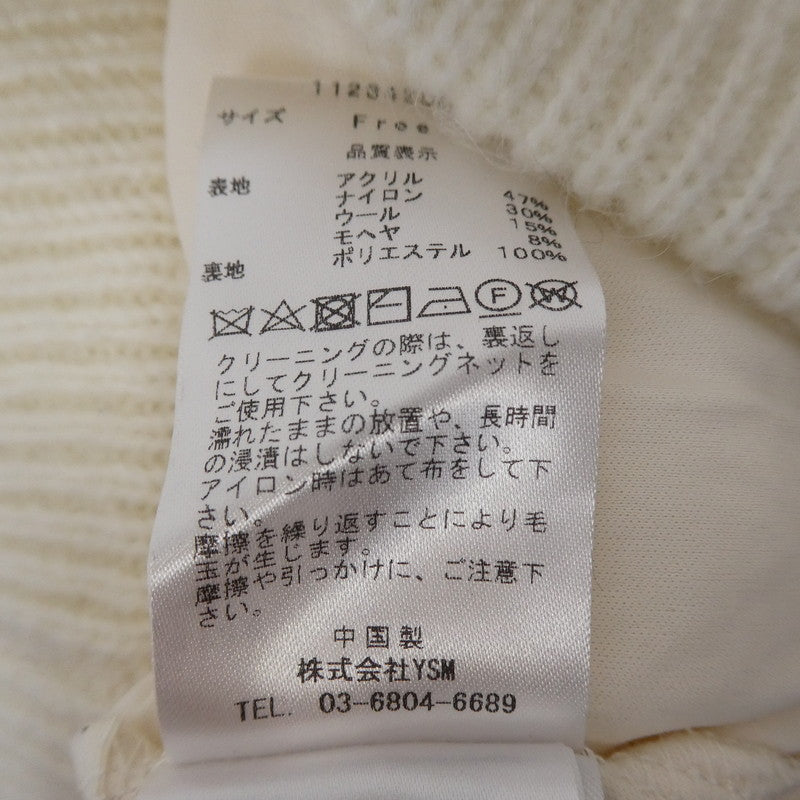 サイズ Free
品質表示
表地 アクリル 47%
ナイロン 30%
ウール 15%
モヘヤ 8%
裏地 ポリエステル 100%
F W
クリーニングの際は、裏返し
にしてクリーニングネットを
ご使用下さい。
濡れたままの放置や、長時間
の浸漬はしないで下さい。
アイロン時はあて布をして下
さい。
摩擦を繰り返すことにより毛
玉が生じます。
摩擦や引っかけに、ご注意下
さい。
中国製
株式会社YSM
TEL. 03-6804-6689